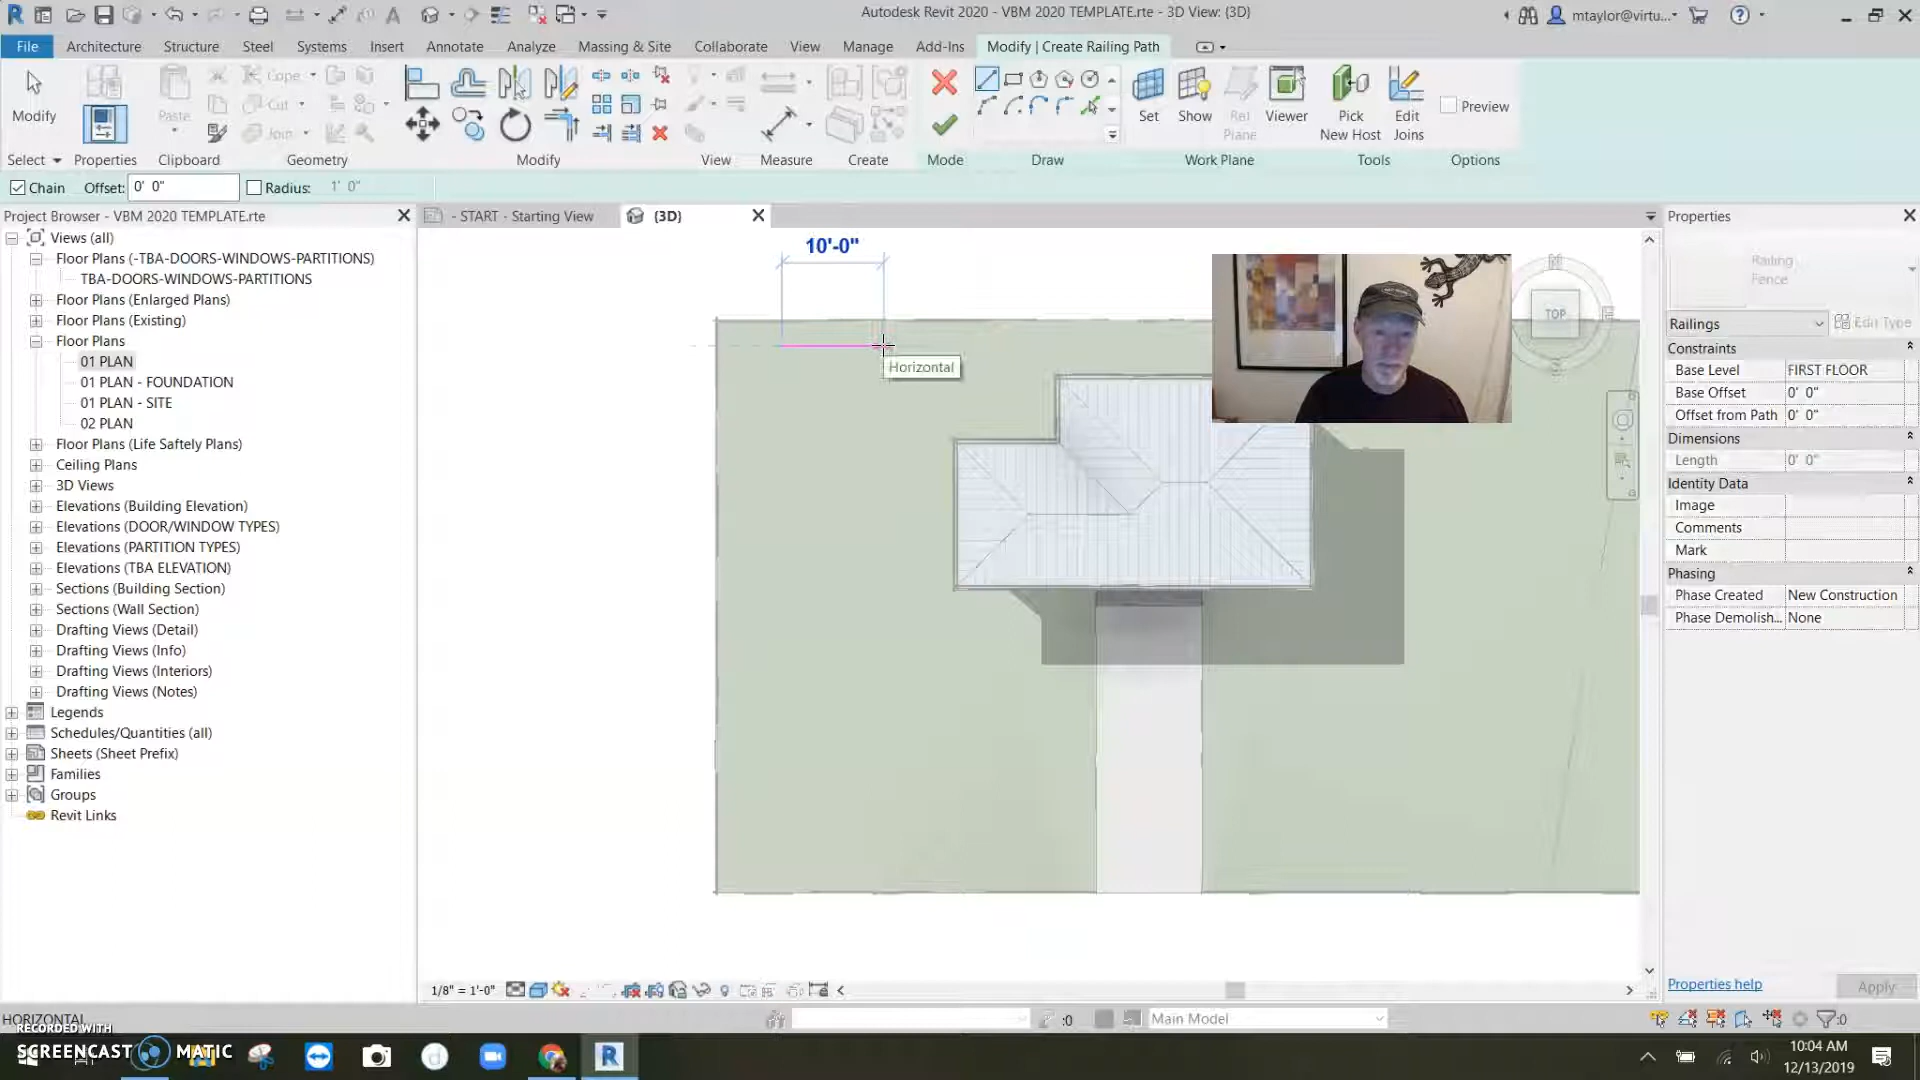 Autodesk Revit 2020 - VBM 2020 TEMPLATE.rte - 3D View: {3D}
mtaylor@virtu...
File Architecture Structure Steel Systems Insert Annotate Analyze Massing & Site Collaborate View Manage Add-Ins Modify | Create Railing Path
Cope
Cut
Join
Modify
Paste
Set Show Ref Plane Viewer Pick New Host Edit Joins
Preview
Select Properties Clipboard Geometry Modify View Measure Create Mode Draw Work Plane Tools Options
Chain Offset: 0' 0" Radius: 1' 0"
Project Browser - VBM 2020 TEMPLATE.rte
- START - Starting View
{3D}
Properties
Views (all)
Floor Plans (-TBA-DOORS-WINDOWS-PARTITIONS)
TBA-DOORS-WINDOWS-PARTITIONS
Floor Plans (Enlarged Plans)
Floor Plans (Existing)
Floor Plans
01 PLAN
01 PLAN - FOUNDATION
01 PLAN - SITE
02 PLAN
Floor Plans (Life Saftely Plans)
Ceiling Plans
3D Views
Elevations (Building Elevation)
Elevations (DOOR/WINDOW TYPES)
Elevations (PARTITION TYPES)
Elevations (TBA ELEVATION)
Sections (Building Section)
Sections (Wall Section)
Drafting Views (Detail)
Drafting Views (Info)
Drafting Views (Interiors)
Drafting Views (Notes)
Legends
Schedules/Quantities (all)
Sheets (Sheet Prefix)
Families
Groups
Revit Links
10'-0"
Horizontal
TOP
Railing
Fence
Railings Edit Type
Constraints
Base Level FIRST FLOOR
Base Offset 0' 0"
Offset from Path 0' 0"
Dimensions
Length 0' 0"
Identity Data
Image
Comments
Mark
Phasing
Phase Created New Construction
Phase Demolish... None
Properties help Apply
1/8" = 1'-0"
HORIZONTAL
:0
Main Model
:0
RECORDED WITH
SCREENCAST MATIC
10:04 AM
12/13/2019